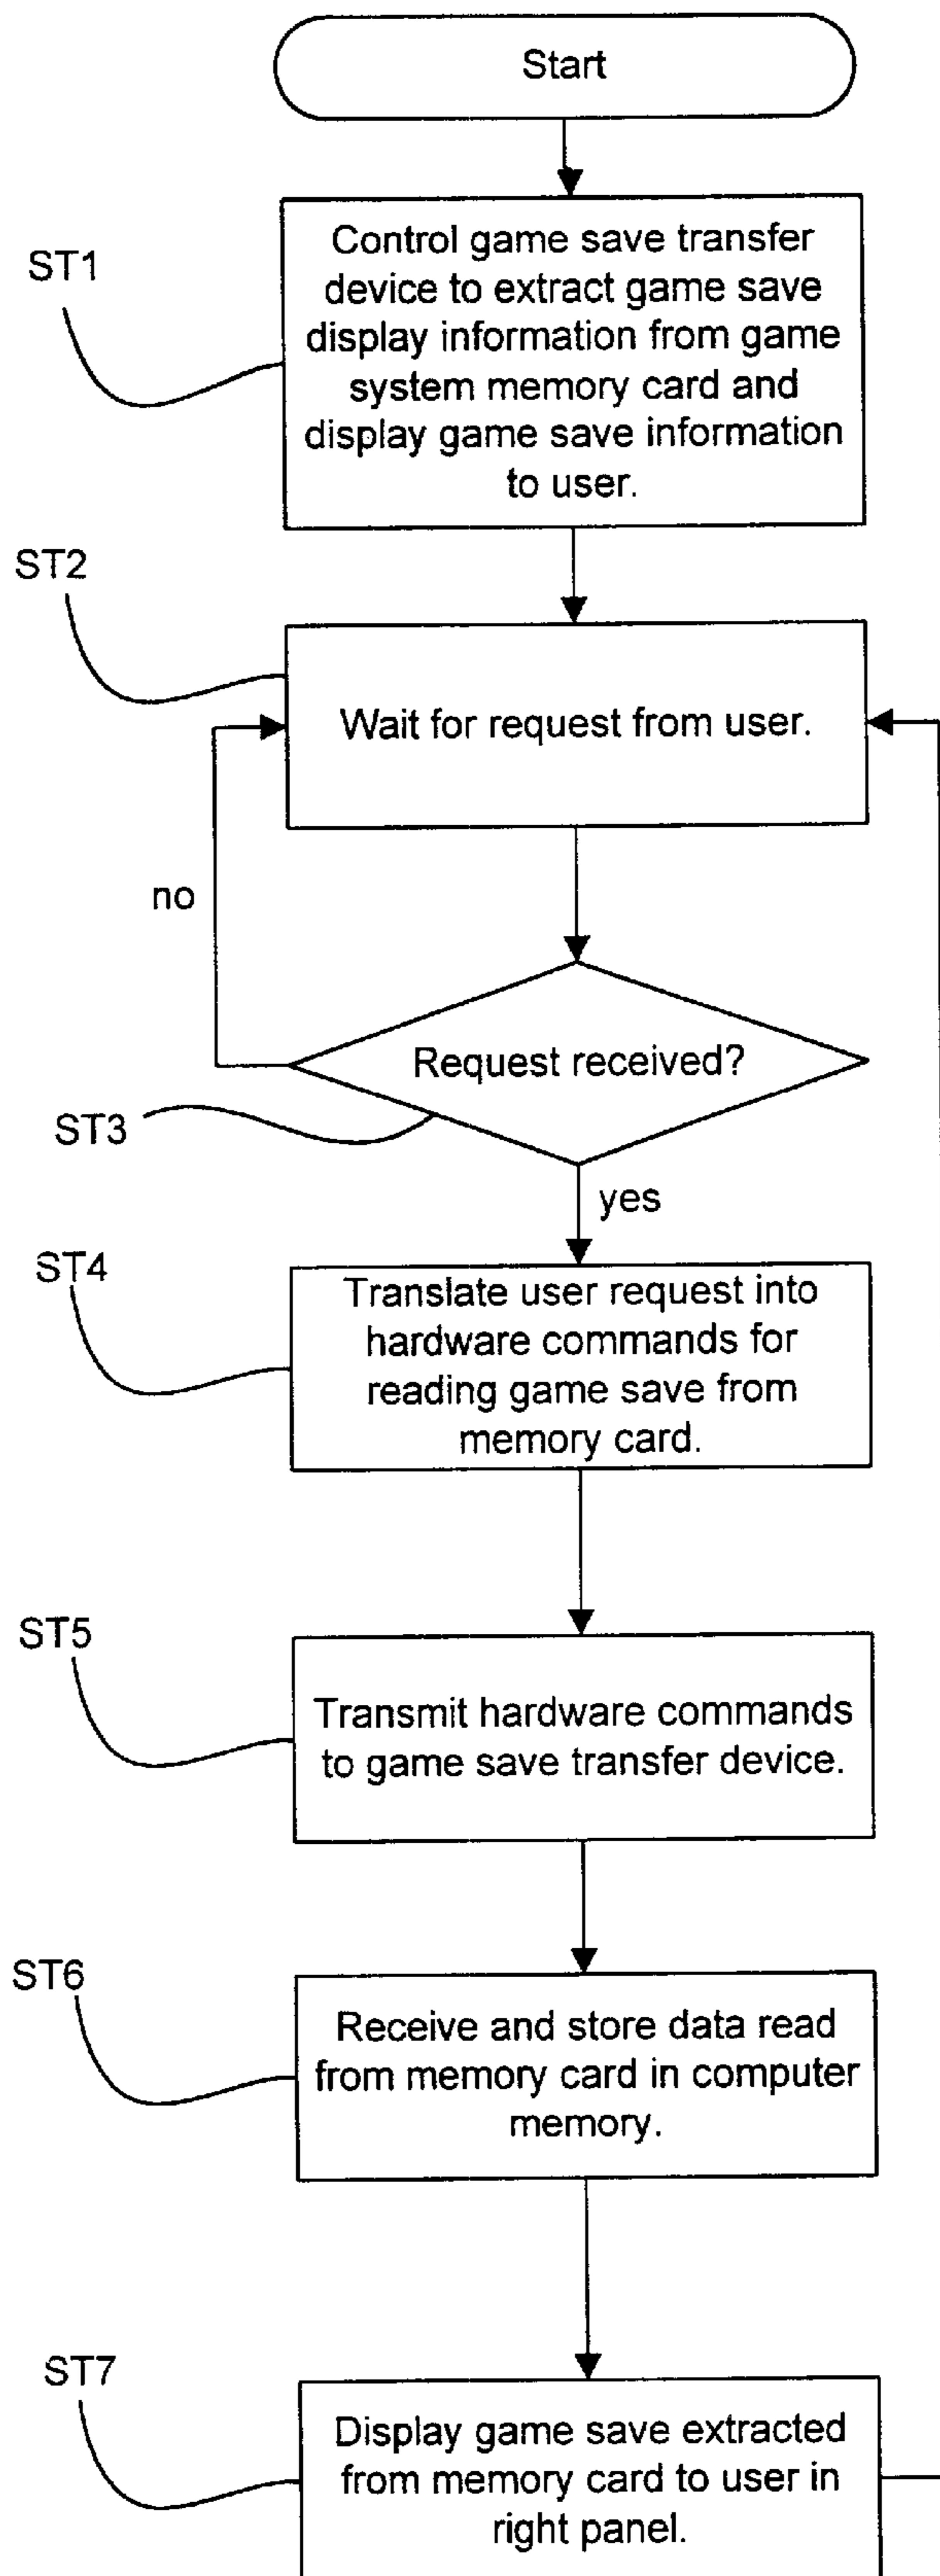 Start
ST1
Control game save transfer
device to extract game save
display information from game
system memory card and
display game save information
to user.
ST2
Wait for request from user.
no
Request received?
ST3
yes
ST4
Translate user request into
hardware commands for
reading game save from
memory card.
ST5
Transmit hardware commands
to game save transfer device.
ST6
Receive and store data read
from memory card in computer
memory.
ST7
Display game save extracted
from memory card to user in
right panel.